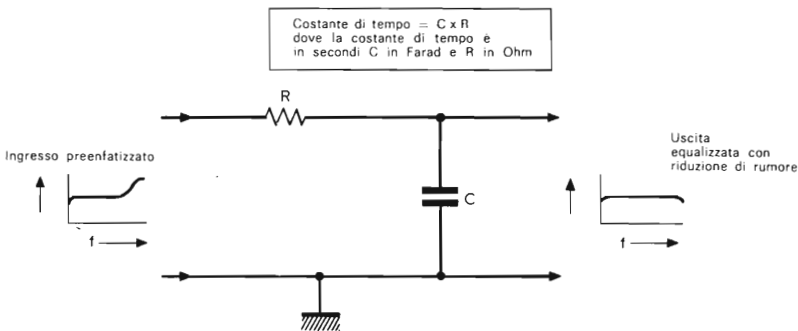 Costante di tempo = C x R
dove la costante di tempo è
in secondi C in Farad e R in Ohm
R
Ingresso preenfatizzato
f
C
Uscita
equalizzata con
riduzione di rumore
f